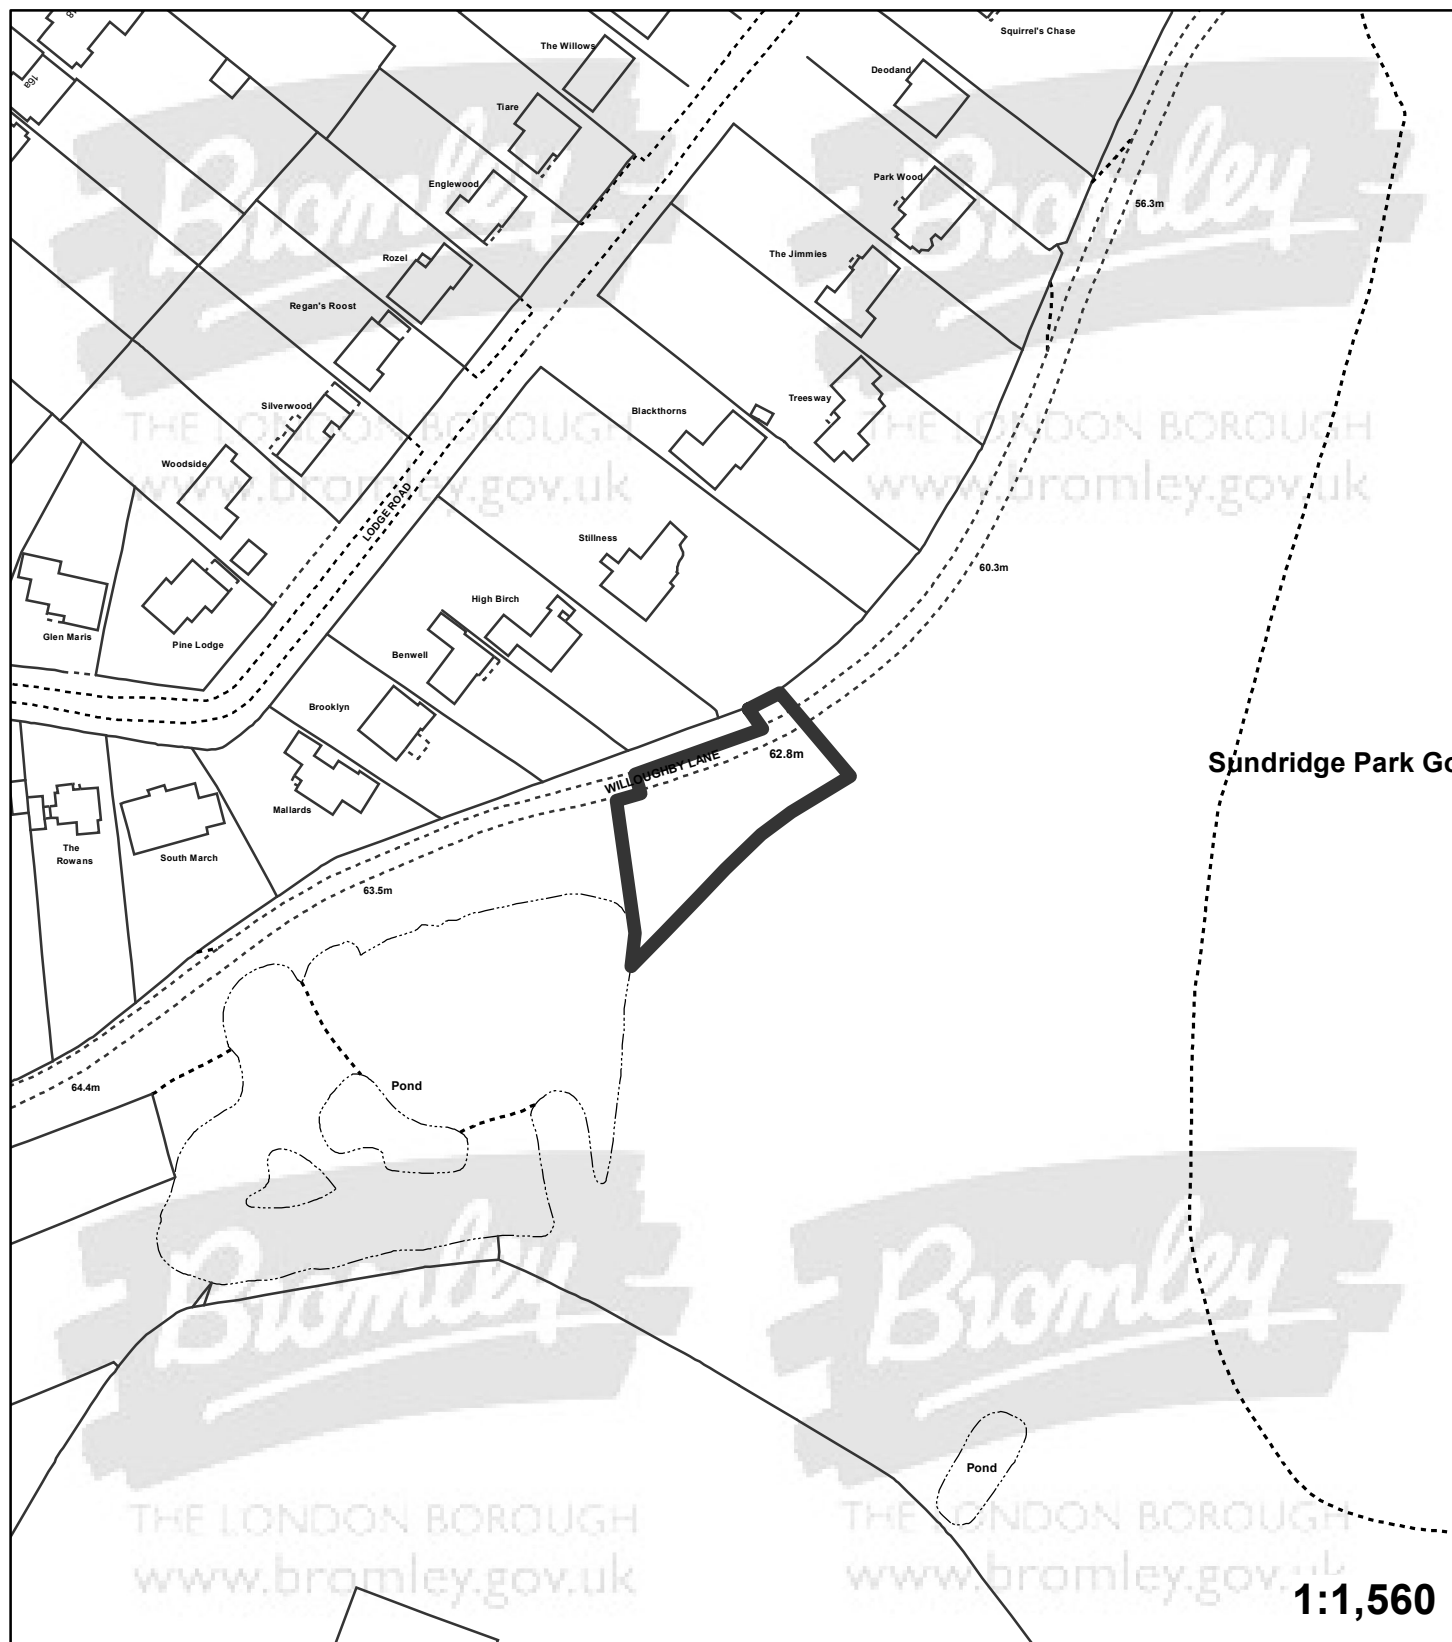 18
16a
The Willows
Squirrel's Chase
Deodand
Tiare
Englewood
Park Wood
56.3m
Rozel
The Jimmies
Regan's Roost
Silverwood
Blackthorns
Treesway
Woodside
LODGE ROAD
Stillness
60.3m
Glen Maris
Pine Lodge
High Birch
Benwell
Brooklyn
Mallards
WILLOUGHBY LANE
62.8m
Sundridge Park Go
The
Rowans
South March
63.5m
64.4m
Pond
Pond
1:1,560
Bromley
THE LONDON BOROUGH
www.bromley.gov.uk
Bromley
THE LONDON BOROUGH
www.bromley.gov.uk
Bromley
THE LONDON BOROUGH
www.bromley.gov.uk
Bromley
THE LONDON BOROUGH
www.bromley.gov.uk